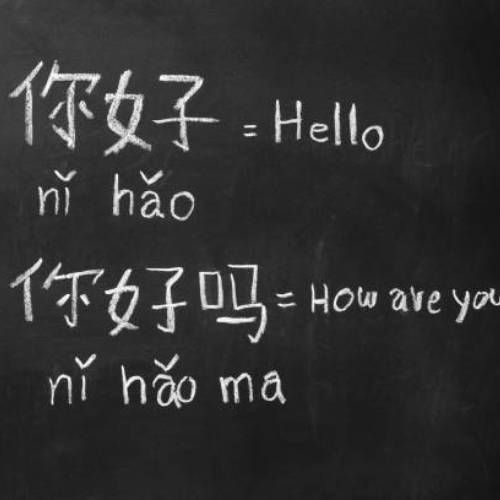 你好 = Hello
nǐ hǎo
你好吗 = How are you
nǐ hǎo ma